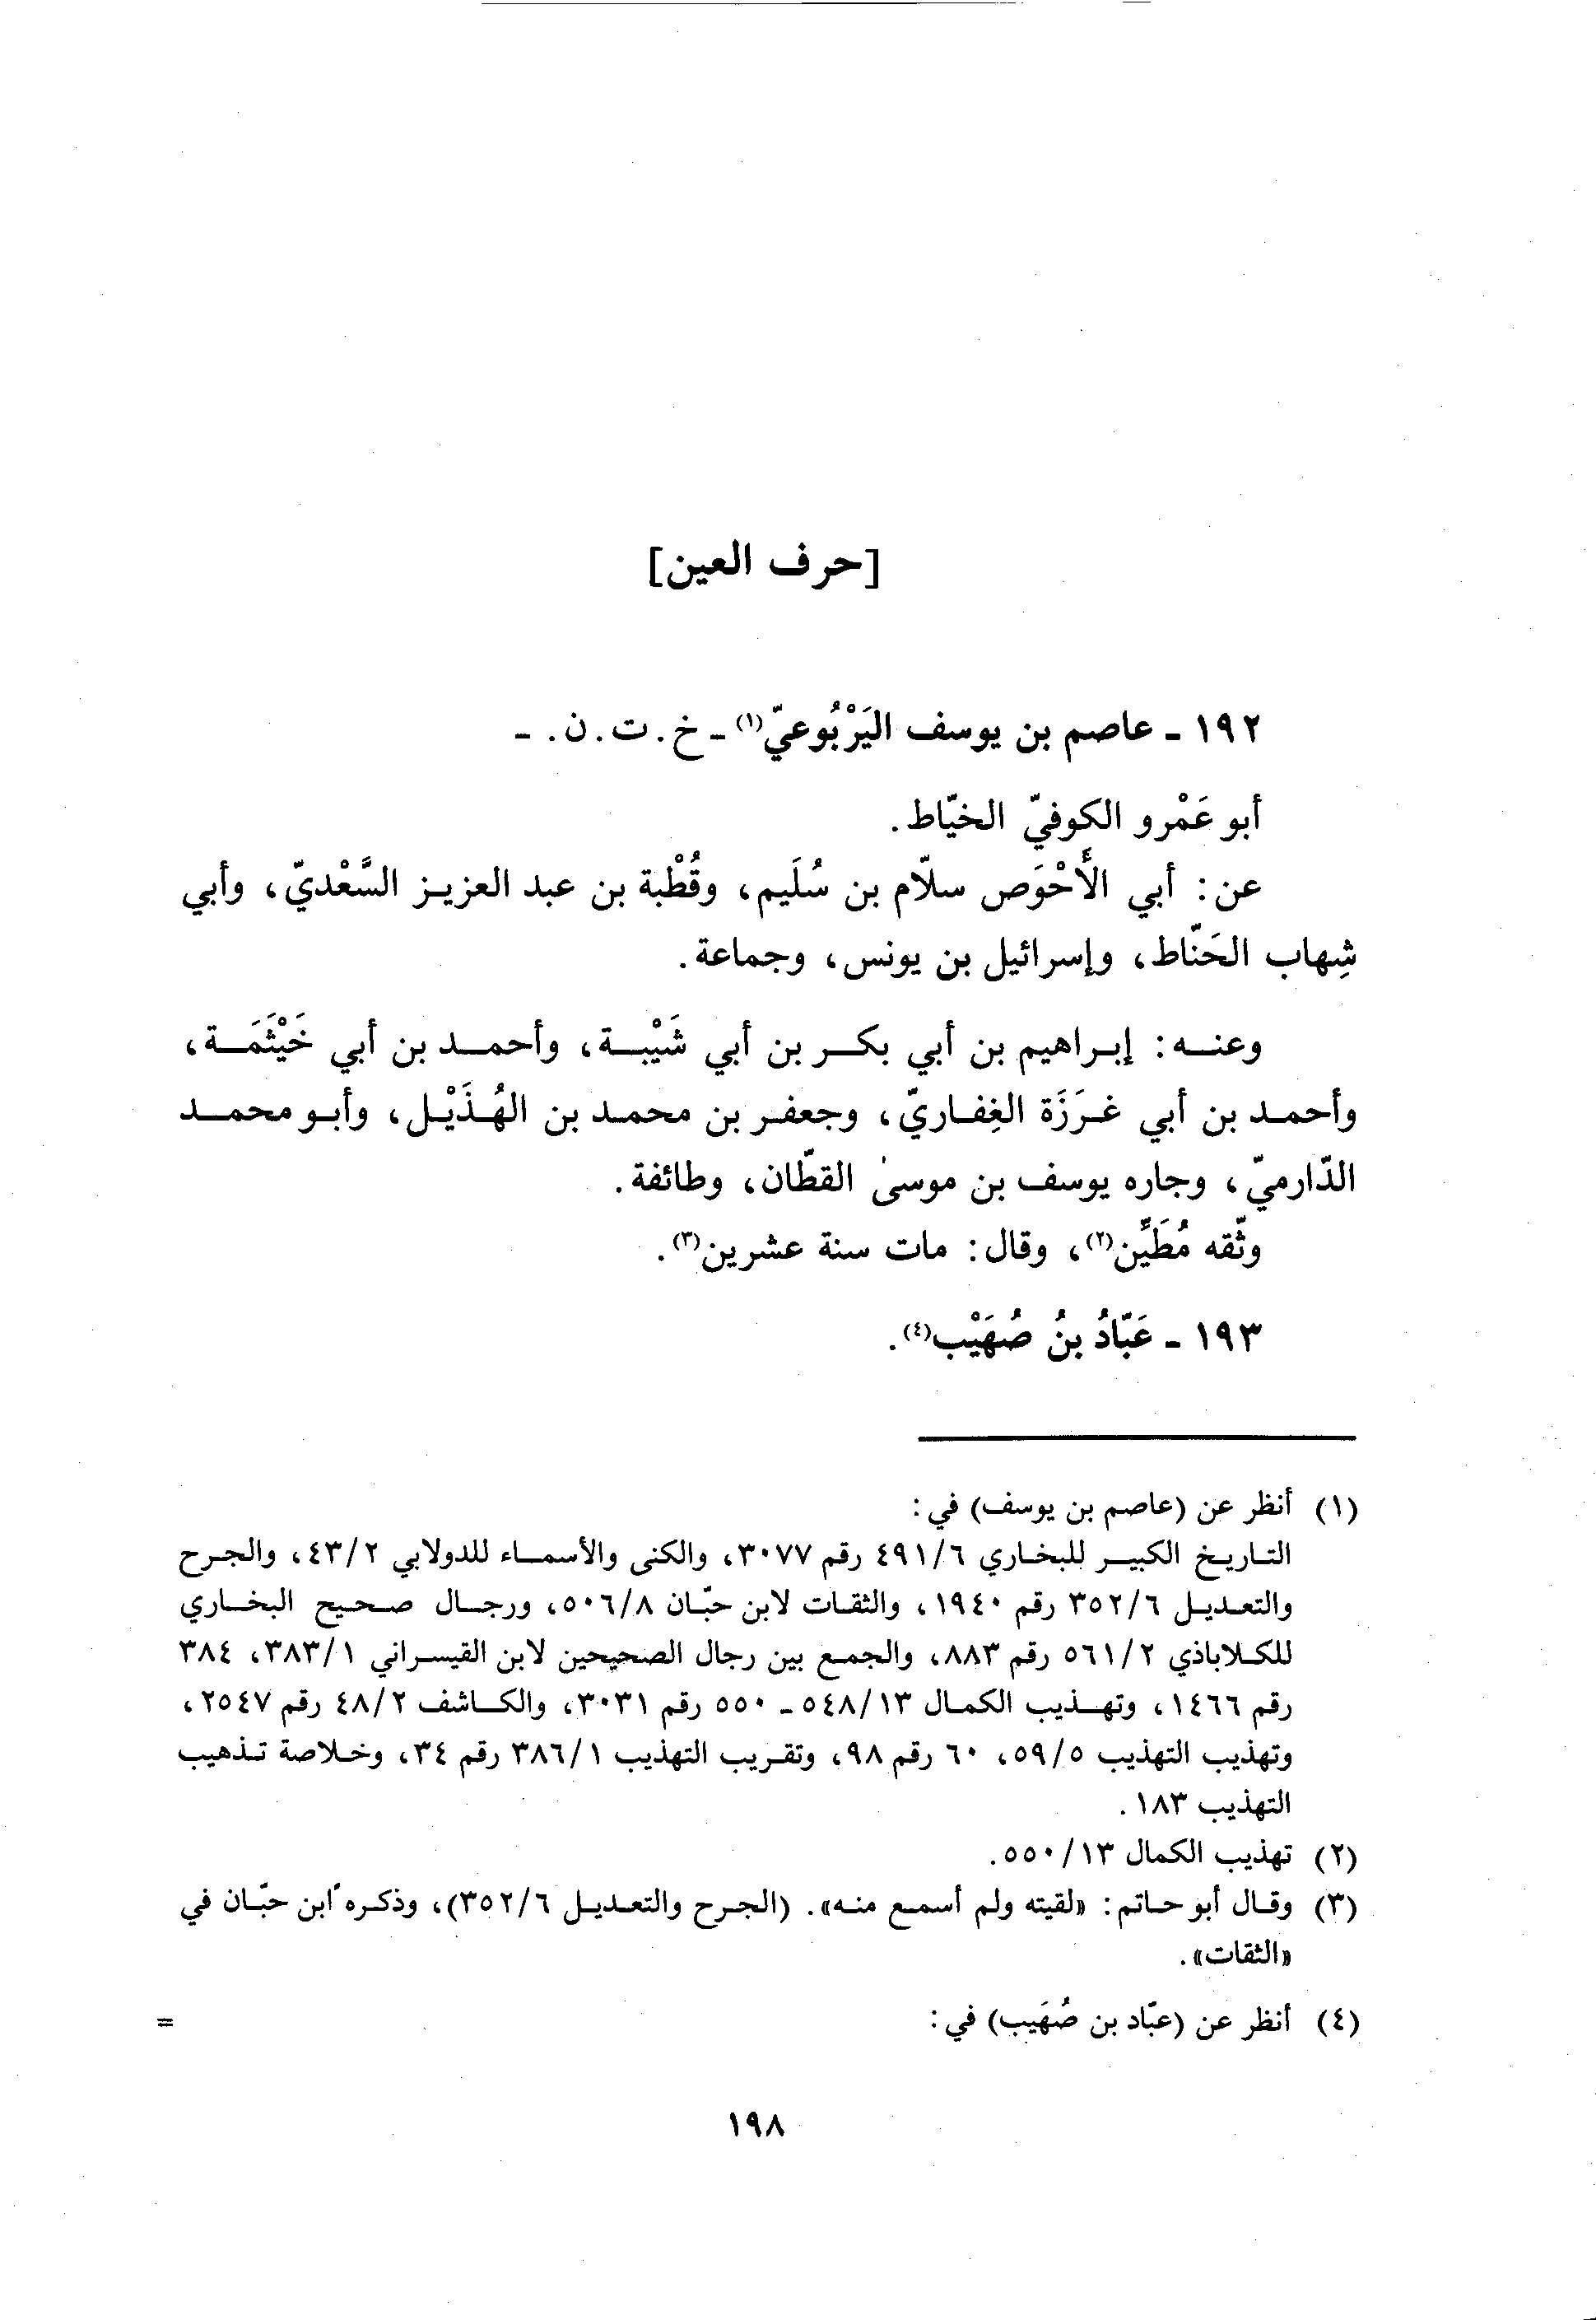 [حرف العين]
١٩٢ ـ عاصم بن يوسف اليَرْبُوعيّ(١) ـ خ. ت. ن. ـ
أبو عَمْرو الكوفيّ الخيّاط.
عن: أبي الأَحْوَص سلاّم بن سُلَيم، وقُطْبة بن عبد العزيز السَّعْديّ، وأبي
شِهاب الحَنّاط، وإسرائيل بن يونس، وجماعة.
وعنه: إبراهيم بن أبي بكر بن أبي شَيْبة، وأحمد بن أبي خَيْثَمَة،
وأحمد بن أبي غرَزَة الغِفاريّ، وجعفر بن محمد بن الهُذَيْل، وأبو محمد
الدّارميّ، وجاره يوسف بن موسىٰ القطّان، وطائفة.
وثّقه مُطَيَّن(٢)، وقال: مات سنة عشرين(٣).
١٩٣ ـ عَبّادُ بنُ صُهَيْب(٤).
(١) أنظر عن (عاصم بن يوسف) في:
التاريخ الكبير للبخاري ٤٩١/٦ رقم ٣٠٧٧، والكنى والأسماء للدولابي ٤٣/٢، والجرح
والتعديل ٣٥٢/٦ رقم ١٩٤٠، والثقات لابن حبّان ٥٠٦/٨، ورجال صحيح البخاري
للكلاباذي ٥٦١/٢ رقم ٨٨٣، والجمع بين رجال الصحيحين لابن القيسراني ٣٨٣/١، ٣٨٤
رقم ١٤٦٦، وتهذيب الكمال ٥٤٨/١٣ ـ ٥٥٠ رقم ٣٠٣١، والكاشف ٤٨/٢ رقم ٢٥٤٧،
وتهذيب التهذيب ٥٩/٥، ٦٠ رقم ٩٨، وتقريب التهذيب ٣٨٦/١ رقم ٣٤، وخلاصة تذهيب
التهذيب ١٨٣.
(٢) تهذيب الكمال ٥٥٠/١٣.
(٣) وقال أبو حاتم: «لقيته ولم أسمع منه». (الجرح والتعديل ٣٥٢/٦)، وذكره ابن حبّان في
«الثقات».
(٤) أنظر عن (عبّاد بن صُهَيب) في: =
١٩٨